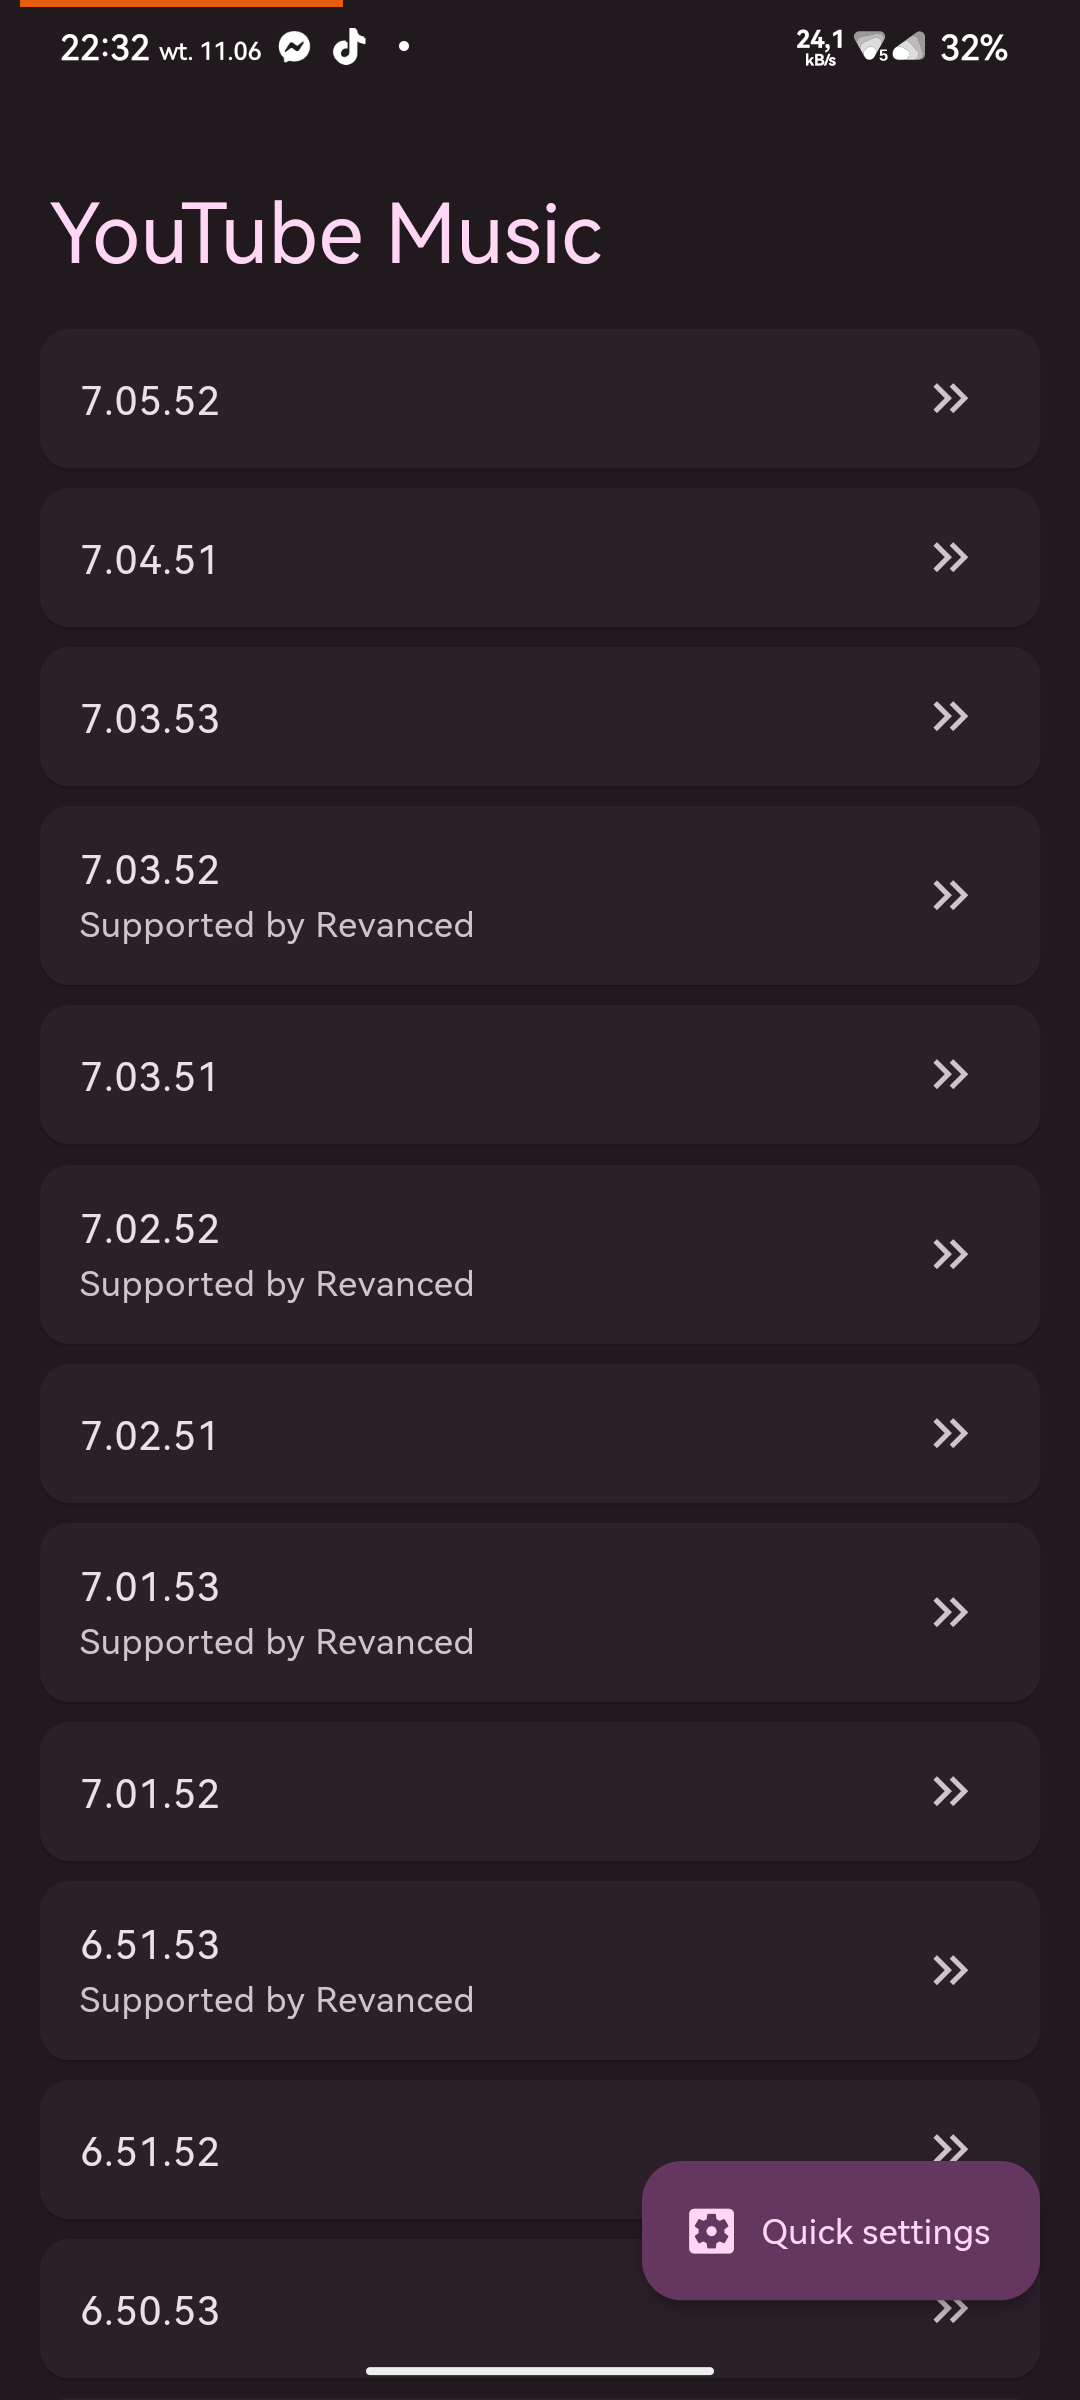 22:32 wt. 11.06
24,1 kB/s 5 32%
YouTube Music
7.05.52
7.04.51
7.03.53
7.03.52
Supported by Revanced
7.03.51
7.02.52
Supported by Revanced
7.02.51
7.01.53
Supported by Revanced
7.01.52
6.51.53
Supported by Revanced
6.51.52
Quick settings
6.50.53